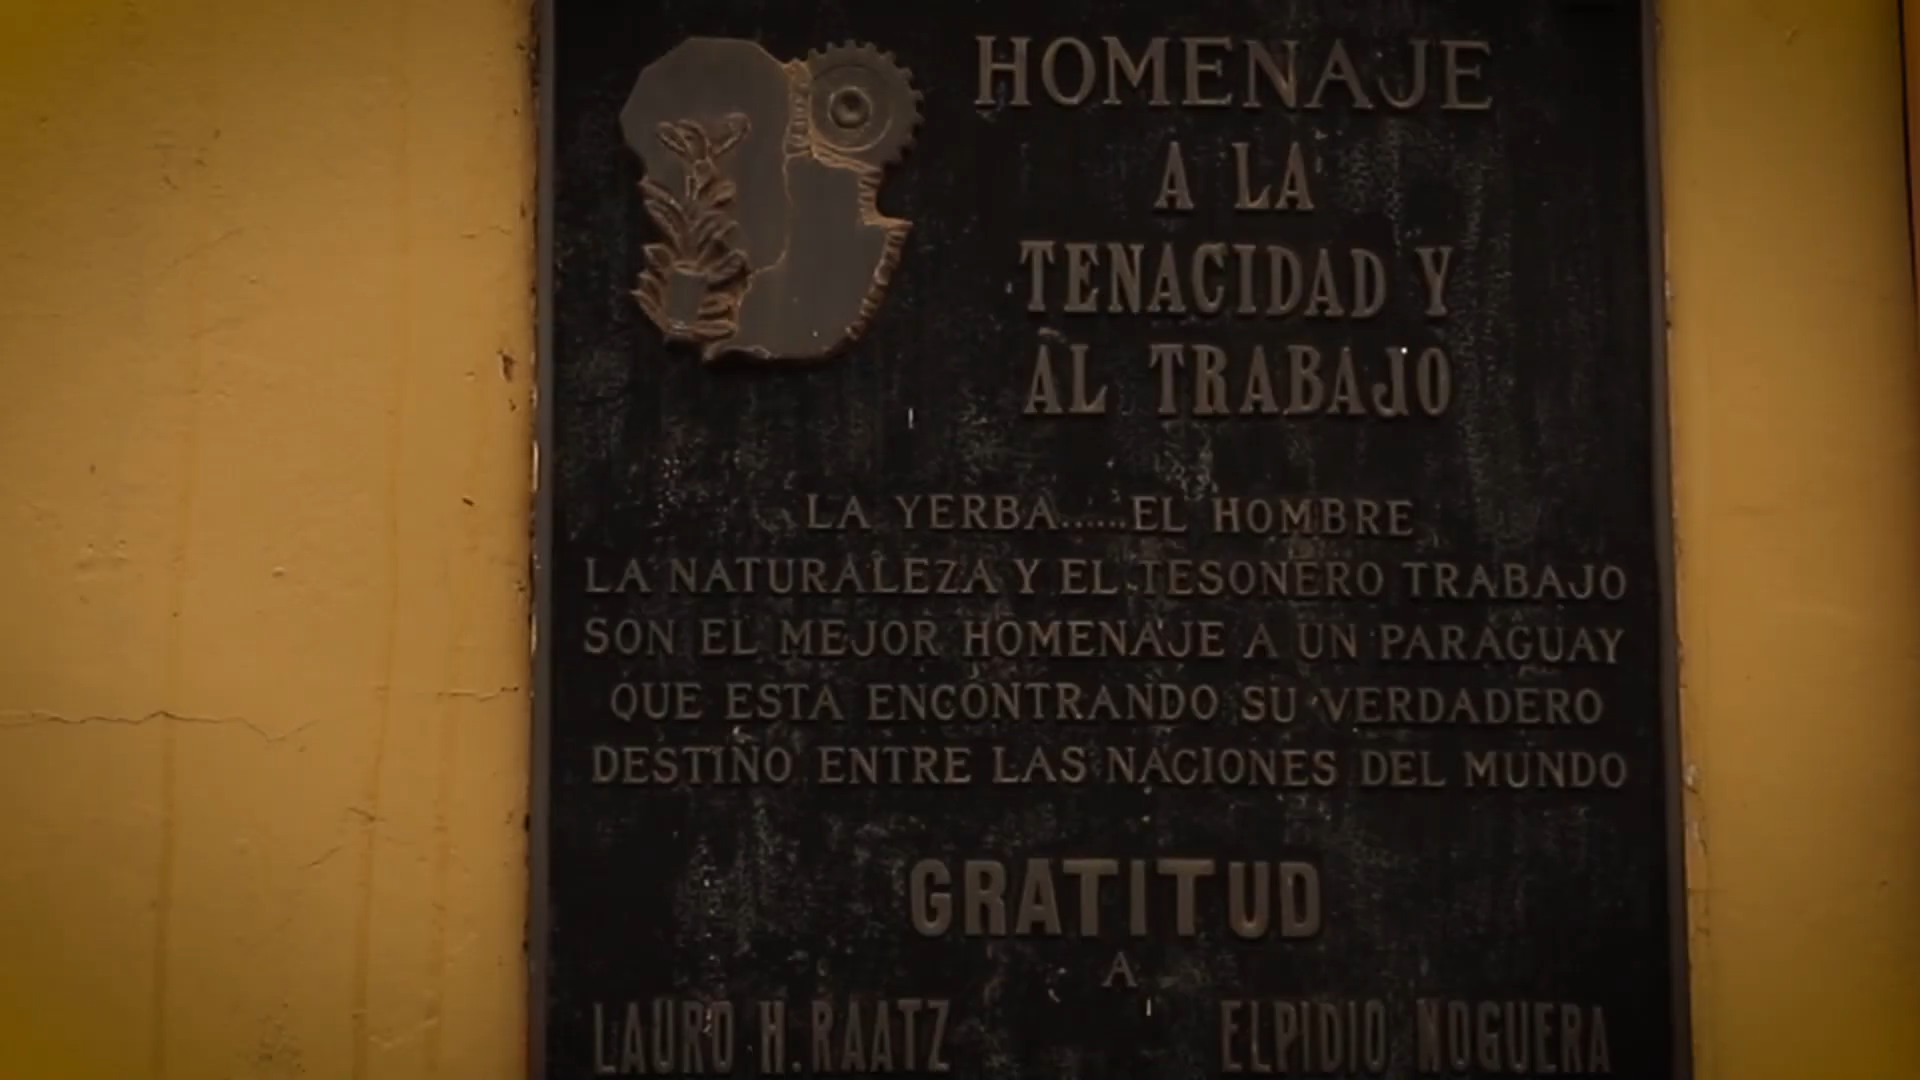 HOMENAJE
A LA
TENACIDAD Y
AL TRABAJO
LA YERBA......EL HOMBRE
LA NATURALEZA Y EL TESONERO TRABAJO
SON EL MEJOR HOMENAJE A UN PARAGUAY
QUE ESTA ENCONTRANDO SU VERDADERO
DESTINO ENTRE LAS NACIONES DEL MUNDO
GRATITUD
A
LAURO H. RAATZ ELPIDIO NOGUERA